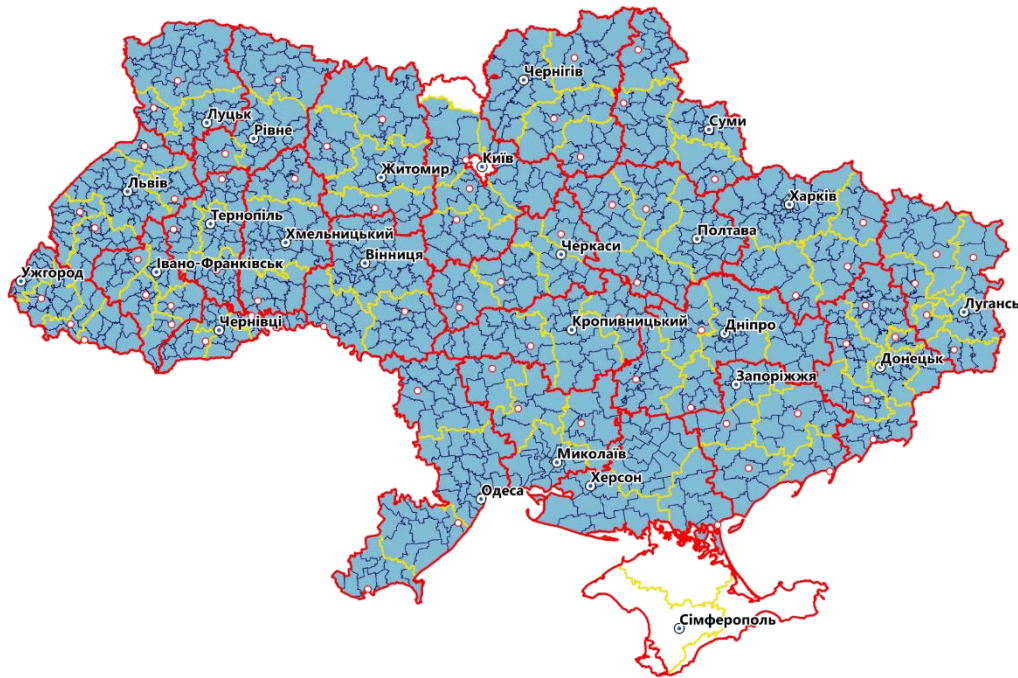 Чернігів
Луцьк
Рівне
Суми
Київ
Житомир
Львів
Харків
Тернопіль
Хмельницький
Полтава
Черкаси
Вінниця
Івано-Франківськ
Ужгород
Лугансь
Чернівці
Кропивницький
Дніпро
Донецьк
Запоріжжя
Миколаїв
Херсон
Одеса
Сімферополь